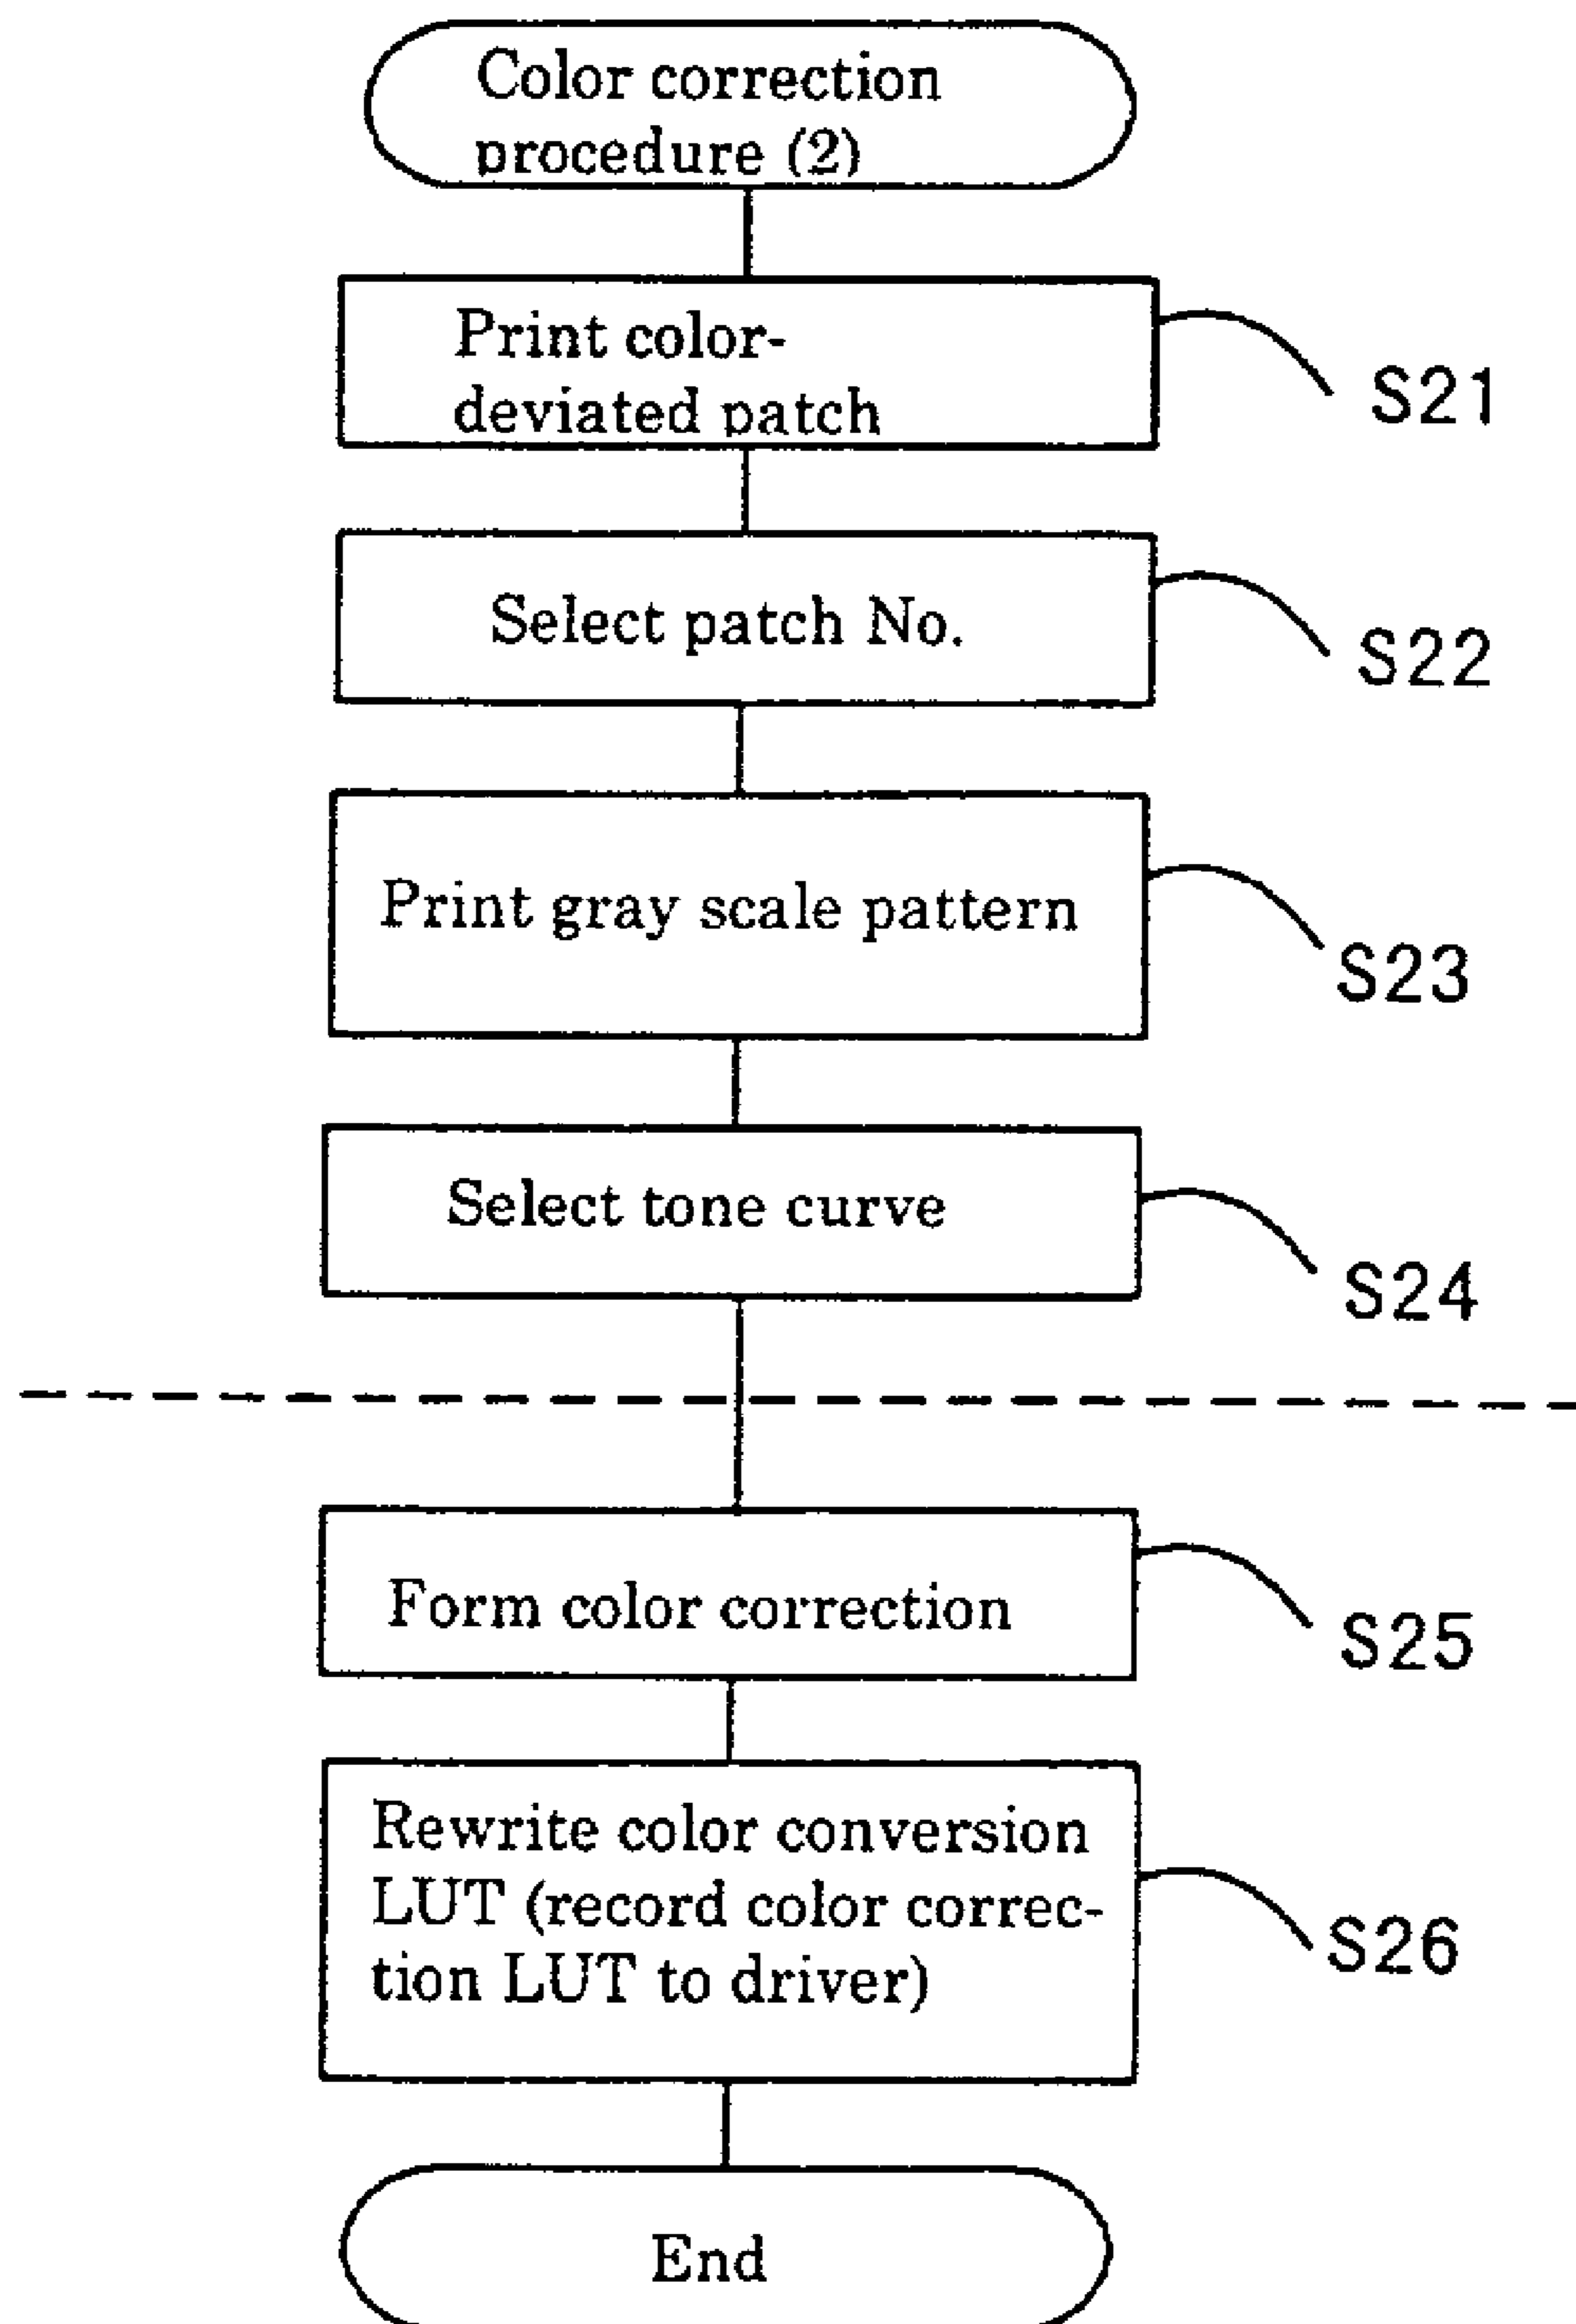 Color correction
procedure (2)
Print color-
deviated patch
S21
Select patch No.
S22
Print gray scale pattern
S23
Select tone curve
S24
Form color correction
S25
Rewrite color conversion
LUT (record color correc-
tion LUT to driver)
S26
End